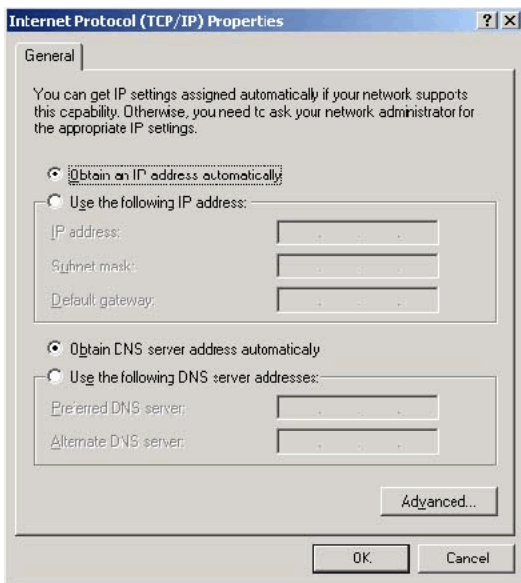 Internet Protocol (TCP/IP) Properties
General
You can get IP settings assigned automatically if your network supports
this capability. Otherwise, you need to ask your network administrator for
the appropriate IP settings.
Obtain an IP address automatically
Use the following IP address:
IP address:
Subnet mask:
Default gateway:
Obtain DNS server address automatically
Use the following DNS server addresses:
Preferred DNS server:
Alternate DNS server:
Advanced...
OK
Cancel